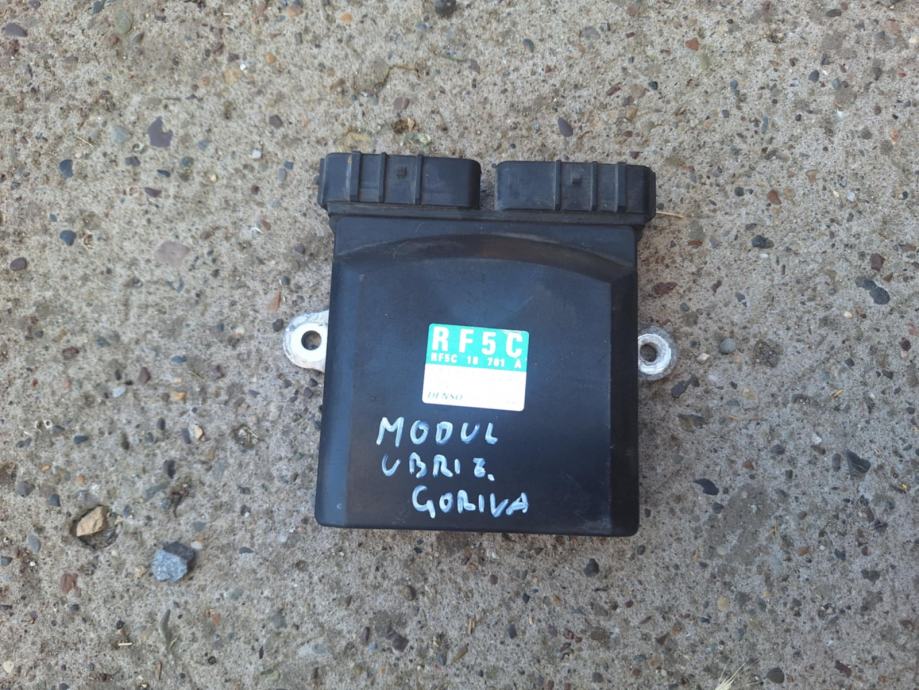 RF5C
RF5C 18 701 A
DENSO
MODUL
UBRIZ.
GORIVA